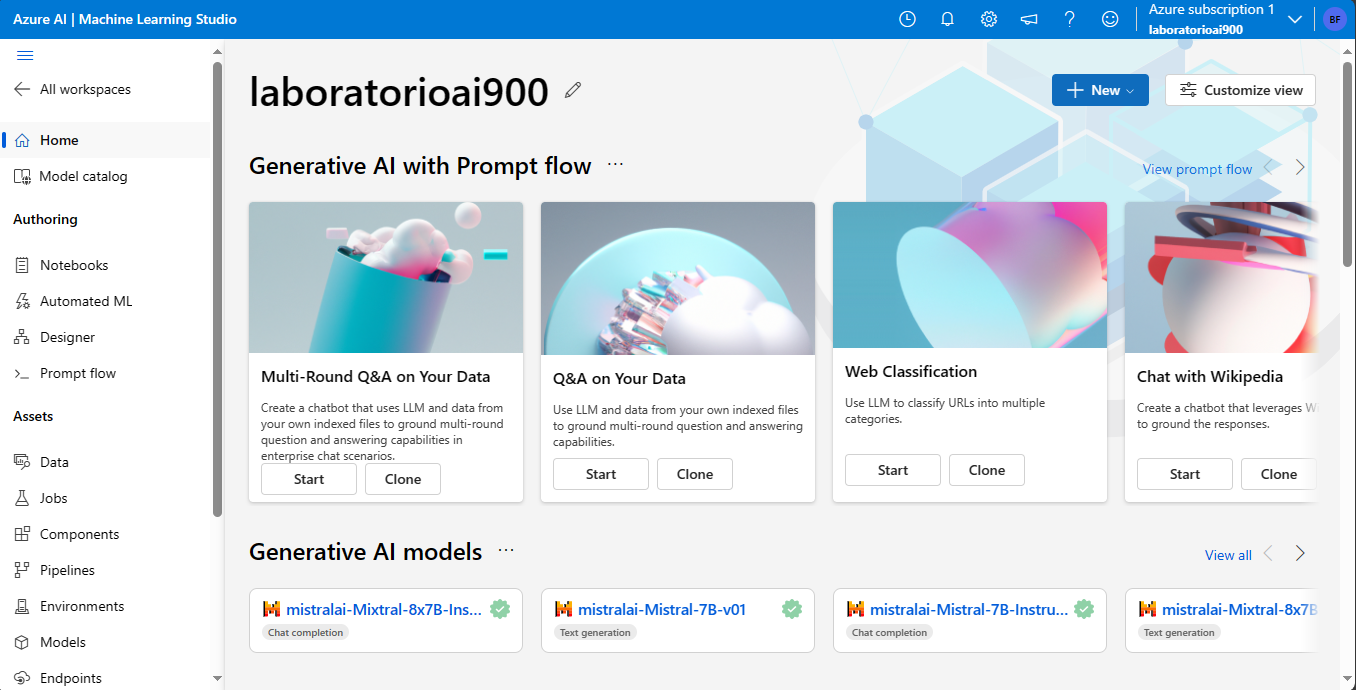 Azure AI | Machine Learning Studio
Azure subscription 1
laboratorioai900
BF
All workspaces
Home
Model catalog
Authoring
Notebooks
Automated ML
Designer
Prompt flow
Assets
Data
Jobs
Components
Pipelines
Environments
Models
Endpoints
laboratorioai900
New
Customize view
Generative AI with Prompt flow ...
View prompt flow
Multi-Round Q&A on Your Data
Create a chatbot that uses LLM and data from
your own indexed files to ground multi-round
question and answering capabilities in
enterprise chat scenarios.
Start
Clone
Q&A on Your Data
Use LLM and data from your own indexed files
to ground multi-round question and answering
capabilities.
Start
Clone
Web Classification
Use LLM to classify URLs into multiple
categories.
Start
Clone
Chat with Wikipedia
Create a chatbot that leverages
to ground the responses.
Start
Clone
Generative AI models ...
View all
mistralai-Mixtral-8x7B-Ins...
Chat completion
mistralai-Mistral-7B-v01
Text generation
mistralai-Mistral-7B-Instru...
Chat completion
mistralai-Mixtral-8x7B
Text generation